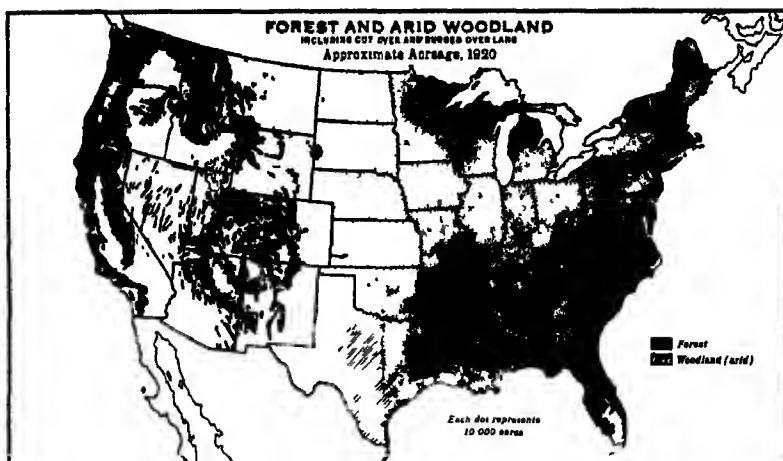 FOREST AND ARID WOODLAND
INCLUDING CUT OVER AND BURNED OVER LAND
Approximate Acreage, 1920
Forest
Woodland (arid)
Each dot represents
10 000 acres